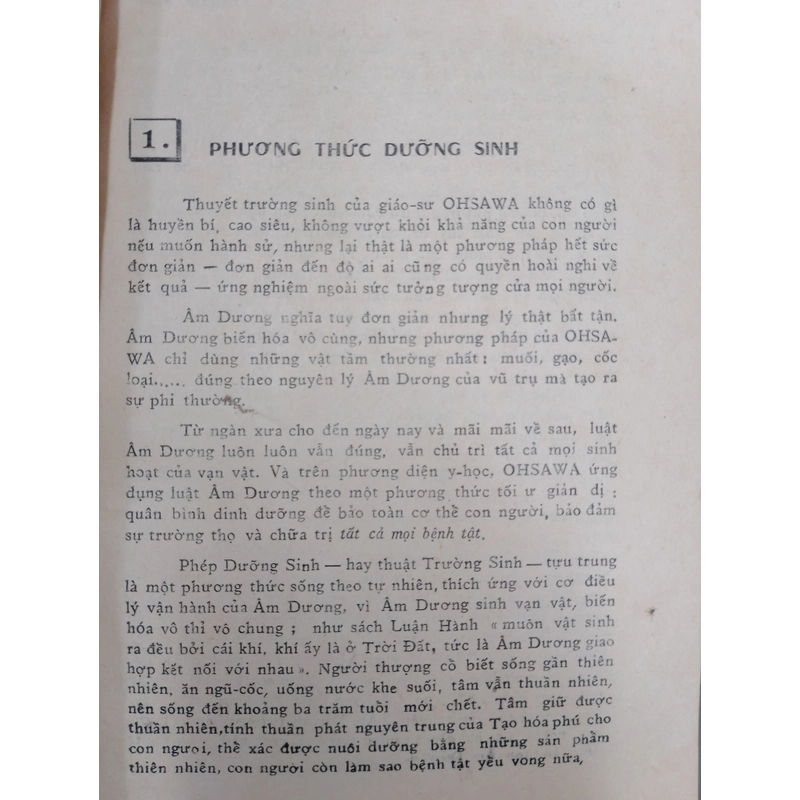 1. PHƯƠNG THỨC DƯỠNG SINH
Thuyết trường sinh của giáo-sư OHSAWA không có gì
là huyền bí, cao siêu, không vượt khỏi khả năng của con người
nếu muốn hành sử, nhưng lại thật là một phương pháp hết sức
đơn giản — đơn giản đến độ ai ai cũng có quyền hoài nghi về
kết quả — ứng nghiệm ngoài sức tưởng tượng của mọi người.
Âm Dương nghĩa tuy đơn giản nhưng lý thật bất tận.
Âm Dương biến hóa vô cùng, nhưng phương pháp của OHSA-
WA chỉ dùng những vật tầm thường nhất: muối, gạo, cốc
loại...... đúng theo nguyên lý Âm Dương của vũ trụ mà tạo ra
sự phi thường.
Từ ngàn xưa cho đến ngày nay và mãi mãi về sau, luật
Âm Dương luôn luôn vẫn đúng, vẫn chủ trì tất cả mọi sinh
hoạt của vạn vật. Và trên phương diện y-học, OHSAWA ứng
dụng luật Âm Dương theo một phương thức tối ư giản dị :
quân bình dinh dưỡng để bảo toàn cơ thể con người, bảo đảm
sự trường thọ và chữa trị tất cả mọi bệnh tật.
Phép Dưỡng Sinh — hay thuật Trường Sinh — tựu trung
là một phương thức sống theo tự nhiên, thích ứng với cơ điều
lý vận hành của Âm Dương, vì Âm Dương sinh vạn vật, biến
hóa vô thỉ vô chung ; như sách Luận Hành « muôn vật sinh
ra đều bởi cái khí, khí ấy là ở Trời Đất, tức là Âm Dương giao
hợp kết nối với nhau ». Người thượng cổ biết sống gần thiên
nhiên, ăn ngũ-cốc, uống nước khe suối, tâm vẫn thuần nhiên,
nên sống đến khoảng ba trăm tuổi mới chết. Tâm giữ được
thuần nhiên,tính thuần phát nguyên trung của Tạo hóa phú cho
con ngươi, thể xác được nuôi dưỡng bằng những sản phẩm
thiên nhiên, con người còn làm sao bệnh tật yểu vong nữa,